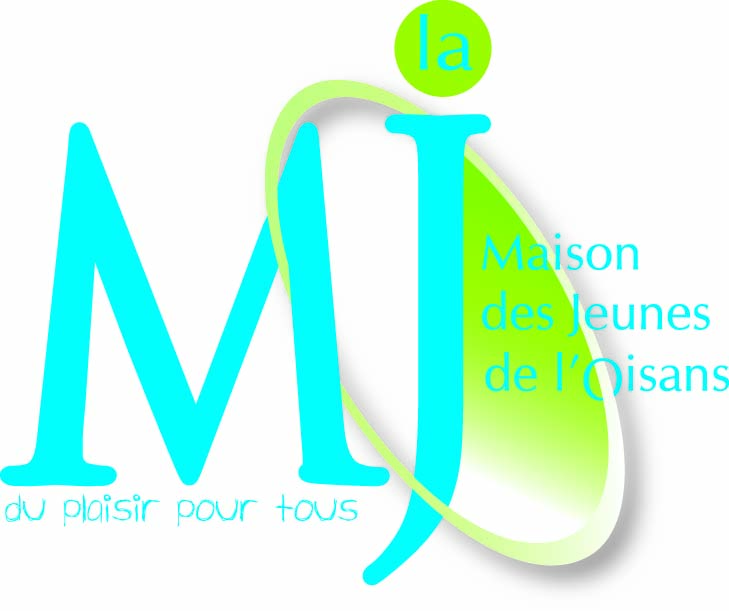 la
MJ
Maison
des Jeunes
de l'Oisans
du plaisir pour tous